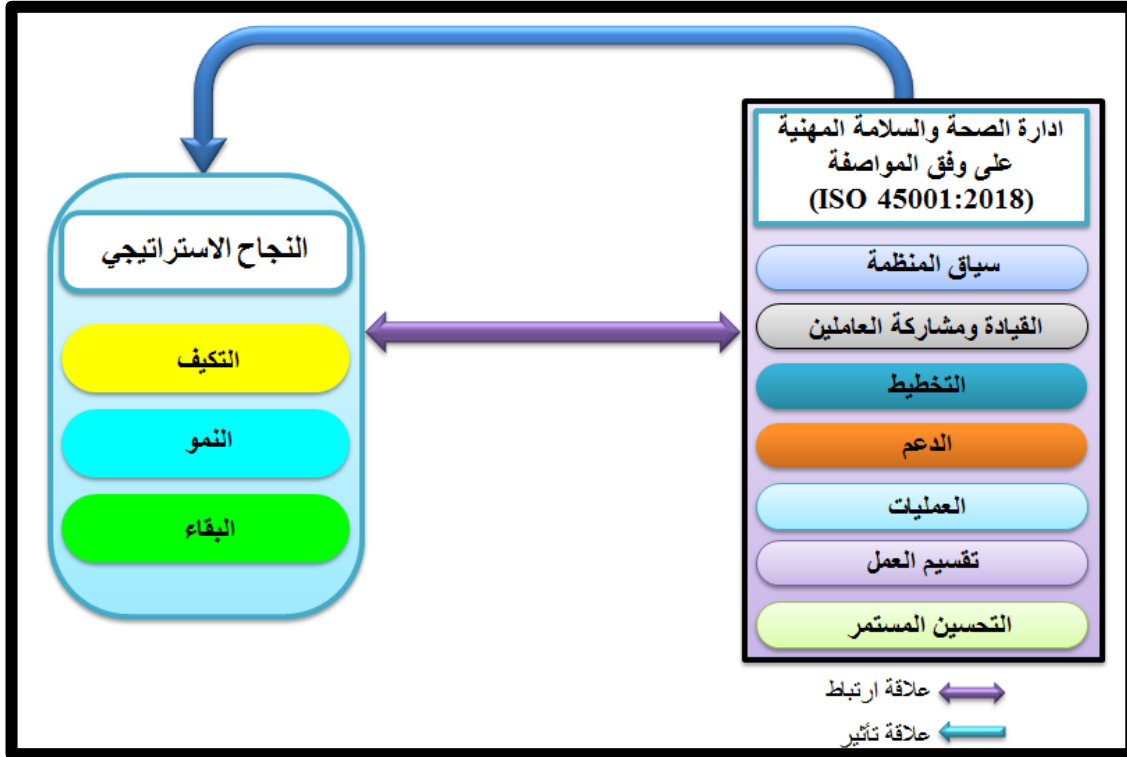 ادارة الصحة والسلامة المهنية
على وفق المواصفة
(ISO 45001:2018)
سياق المنظمة
القيادة ومشاركة العاملين
التخطيط
الدعم
العمليات
تقسيم العمل
التحسين المستمر
النجاح الاستراتيجي
التكيف
النمو
البقاء
علاقة ارتباط
علاقة تأثير